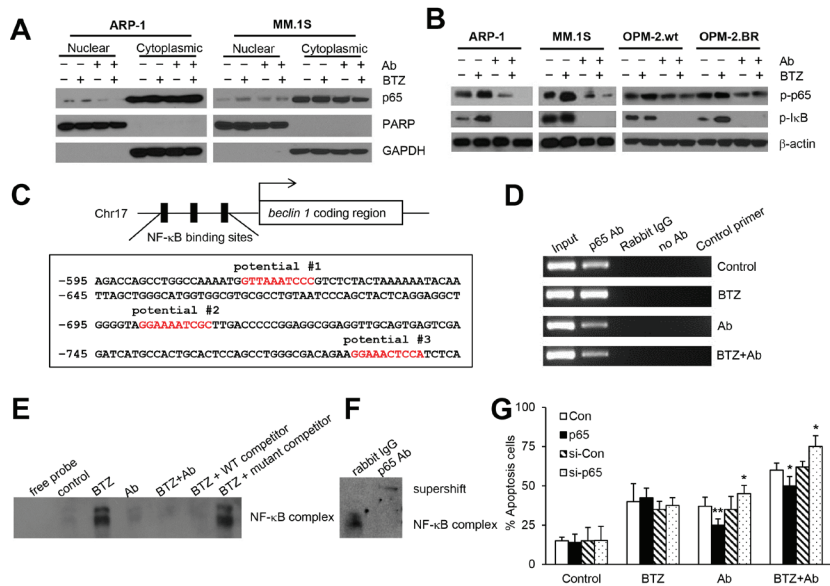 A
ARP-1
MM.1S
Nuclear
Cytoplasmic
Nuclear
Cytoplasmic
− − + + − − + + − − + + − − + + Ab
− + − + − + − + − + − + − + − + BTZ
p65
PARP
GAPDH
B
ARP-1
MM.1S
OPM-2.wt
OPM-2.BR
Ab
− − + + − − + + − − + + − − + +
BTZ
− + − + − + − + − + − + − + − +
p-p65
p-IκB
β-actin
C
Chr17
beclin 1 coding region
NF-κB binding sites
potential #1
−595 AGACCAGCCTGGCCAAAATGGTTAAATCCCGTCTCTACTAAAAAATACAA
−645 TTAGCTGGGCATGGTGGCGTGCGCCTGTAATCCCAGCTACTCAGGAGGCT
potential #2
−695 GGGGTAGGAAAATCGCTTGACCCCCGGAGGCGGAGGTTGCAGTGAGTCGA
potential #3
−745 GATCATGCCACTGCACTCCAGCCTGGGCGACAGAAGGAAACTCCATCTCA
D
Input
p65 Ab
Rabbit IgG
no Ab
Control primer
Control
BTZ
Ab
BTZ+Ab
E
free probe
control
BTZ
Ab
BTZ+Ab
BTZ + WT competitor
BTZ + mutant competitor
NF-κB complex
F
rabbit IgG
p65 Ab
supershift
NF-κB complex
G
% Apoptosis cells
100
75
50
25
0
Con
p65
si-Con
si-p65
**
*
*
*
Control
BTZ
Ab
BTZ+Ab